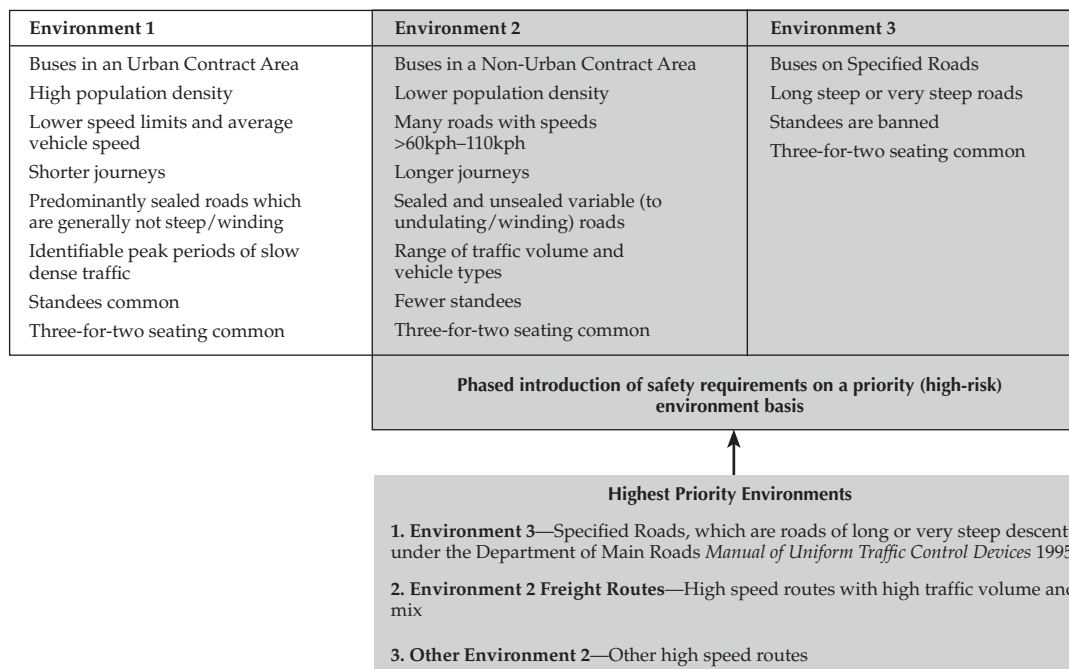 Environment 1
Buses in an Urban Contract Area
High population density
Lower speed limits and average
vehicle speed
Shorter journeys
Predominantly sealed roads which
are generally not steep/winding
Identifiable peak periods of slow
dense traffic
Standees common
Three-for-two seating common
Environment 2
Buses in a Non-Urban Contract Area
Lower population density
Many roads with speeds
>60kph–110kph
Longer journeys
Sealed and unsealed variable (to
undulating/winding) roads
Range of traffic volume and
vehicle types
Fewer standees
Three-for-two seating common
Environment 3
Buses on Specified Roads
Long steep or very steep roads
Standees are banned
Three-for-two seating common
Phased introduction of safety requirements on a priority (high-risk)
environment basis
Highest Priority Environments
1. Environment 3—Specified Roads, which are roads of long or very steep descent
under the Department of Main Roads Manual of Uniform Traffic Control Devices 1995
2. Environment 2 Freight Routes—High speed routes with high traffic volume and
mix
3. Other Environment 2—Other high speed routes